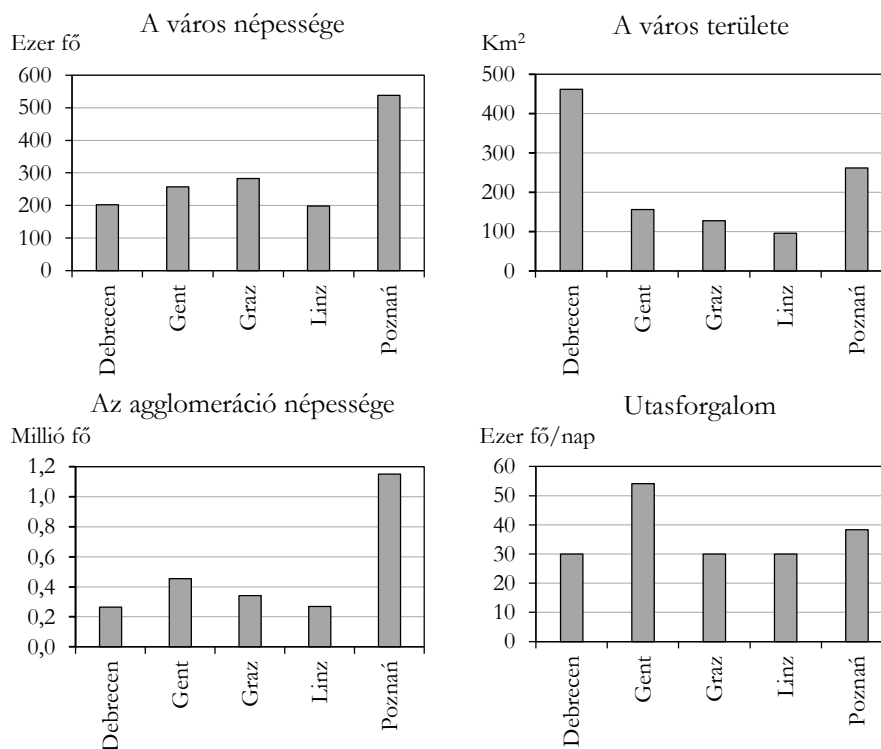 A város népessége
Ezer fő
600
500
400
300
200
100
0
Debrecen
Gent
Graz
Linz
Poznań
A város területe
Km²
500
400
300
200
100
0
Debrecen
Gent
Graz
Linz
Poznań
Az agglomeráció népessége
Millió fő
1,2
1,0
0,8
0,6
0,4
0,2
0,0
Debrecen
Gent
Graz
Linz
Poznań
Utasforgalom
Ezer fő/nap
60
50
40
30
20
10
0
Debrecen
Gent
Graz
Linz
Poznań